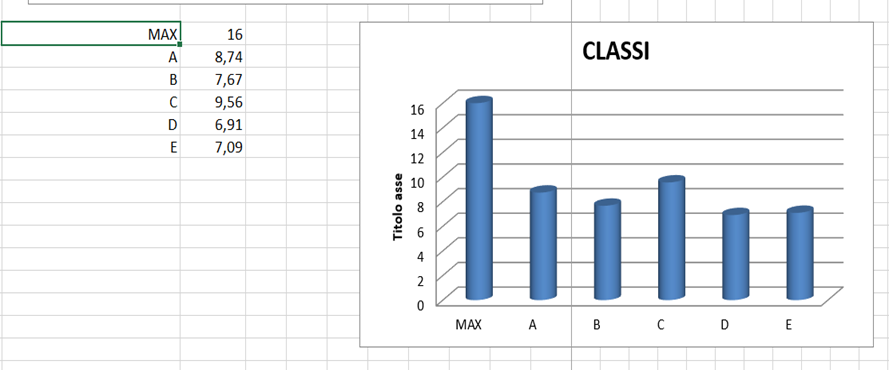 MAX 16
A 8,74
B 7,67
C 9,56
D 6,91
E 7,09
CLASSI
Titolo asse
16
14
12
10
8
6
4
2
0
MAX A B C D E